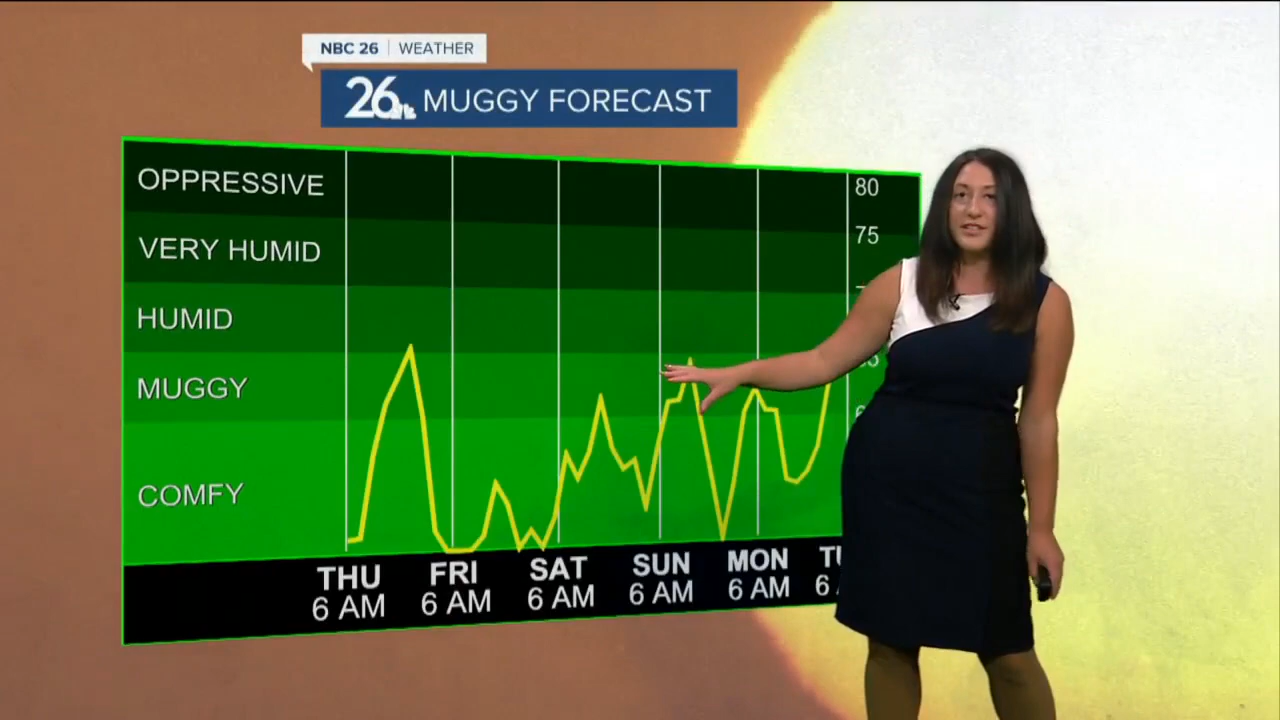 NBC 26 | WEATHER
26 MUGGY FORECAST
OPPRESSIVE
80
VERY HUMID
75
HUMID
MUGGY
COMFY
THU FRI SAT SUN MON
6 AM 6 AM 6 AM 6 AM 6 AM